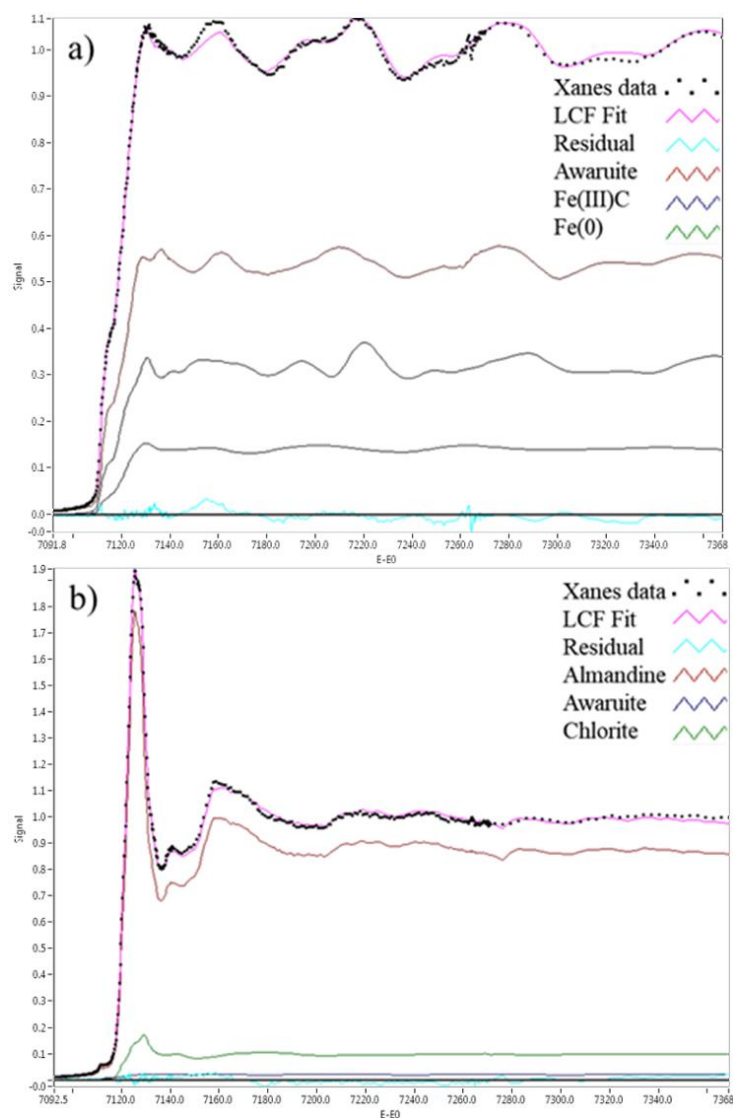 a)
1.1
1.0
0.9
0.8
0.7
0.6
0.5
0.4
0.3
0.2
0.1
0.0
-0.0
Signal
Xanes data
LCF Fit
Residual
Awaruite
Fe(III)C
Fe(0)
7091.8 7120.0 7140.0 7160.0 7180.0 7200.0 7220.0 7240.0 7260.0 7280.0 7300.0 7320.0 7340.0 7368
E-E0
b)
1.9
1.8
1.7
1.6
1.5
1.4
1.3
1.2
1.1
1.0
0.9
0.8
0.7
0.6
0.5
0.4
0.3
0.2
0.1
-0.0
Signal
Xanes data
LCF Fit
Residual
Almandine
Awaruite
Chlorite
7092.5 7120.0 7140.0 7160.0 7180.0 7200.0 7220.0 7240.0 7260.0 7280.0 7300.0 7320.0 7340.0 7368
E-E0